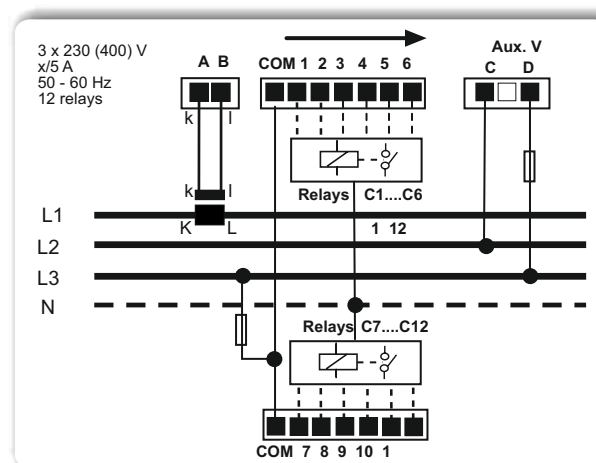 3 x 230 (400) V
x/5 A
50 - 60 Hz
12 relays
A B
COM 1 2 3 4 5 6
Aux. V
C D
k l
k l
Relays C1....C6
L1
K L
1 12
L2
L3
N
Relays C7....C12
COM 7 8 9 10 1